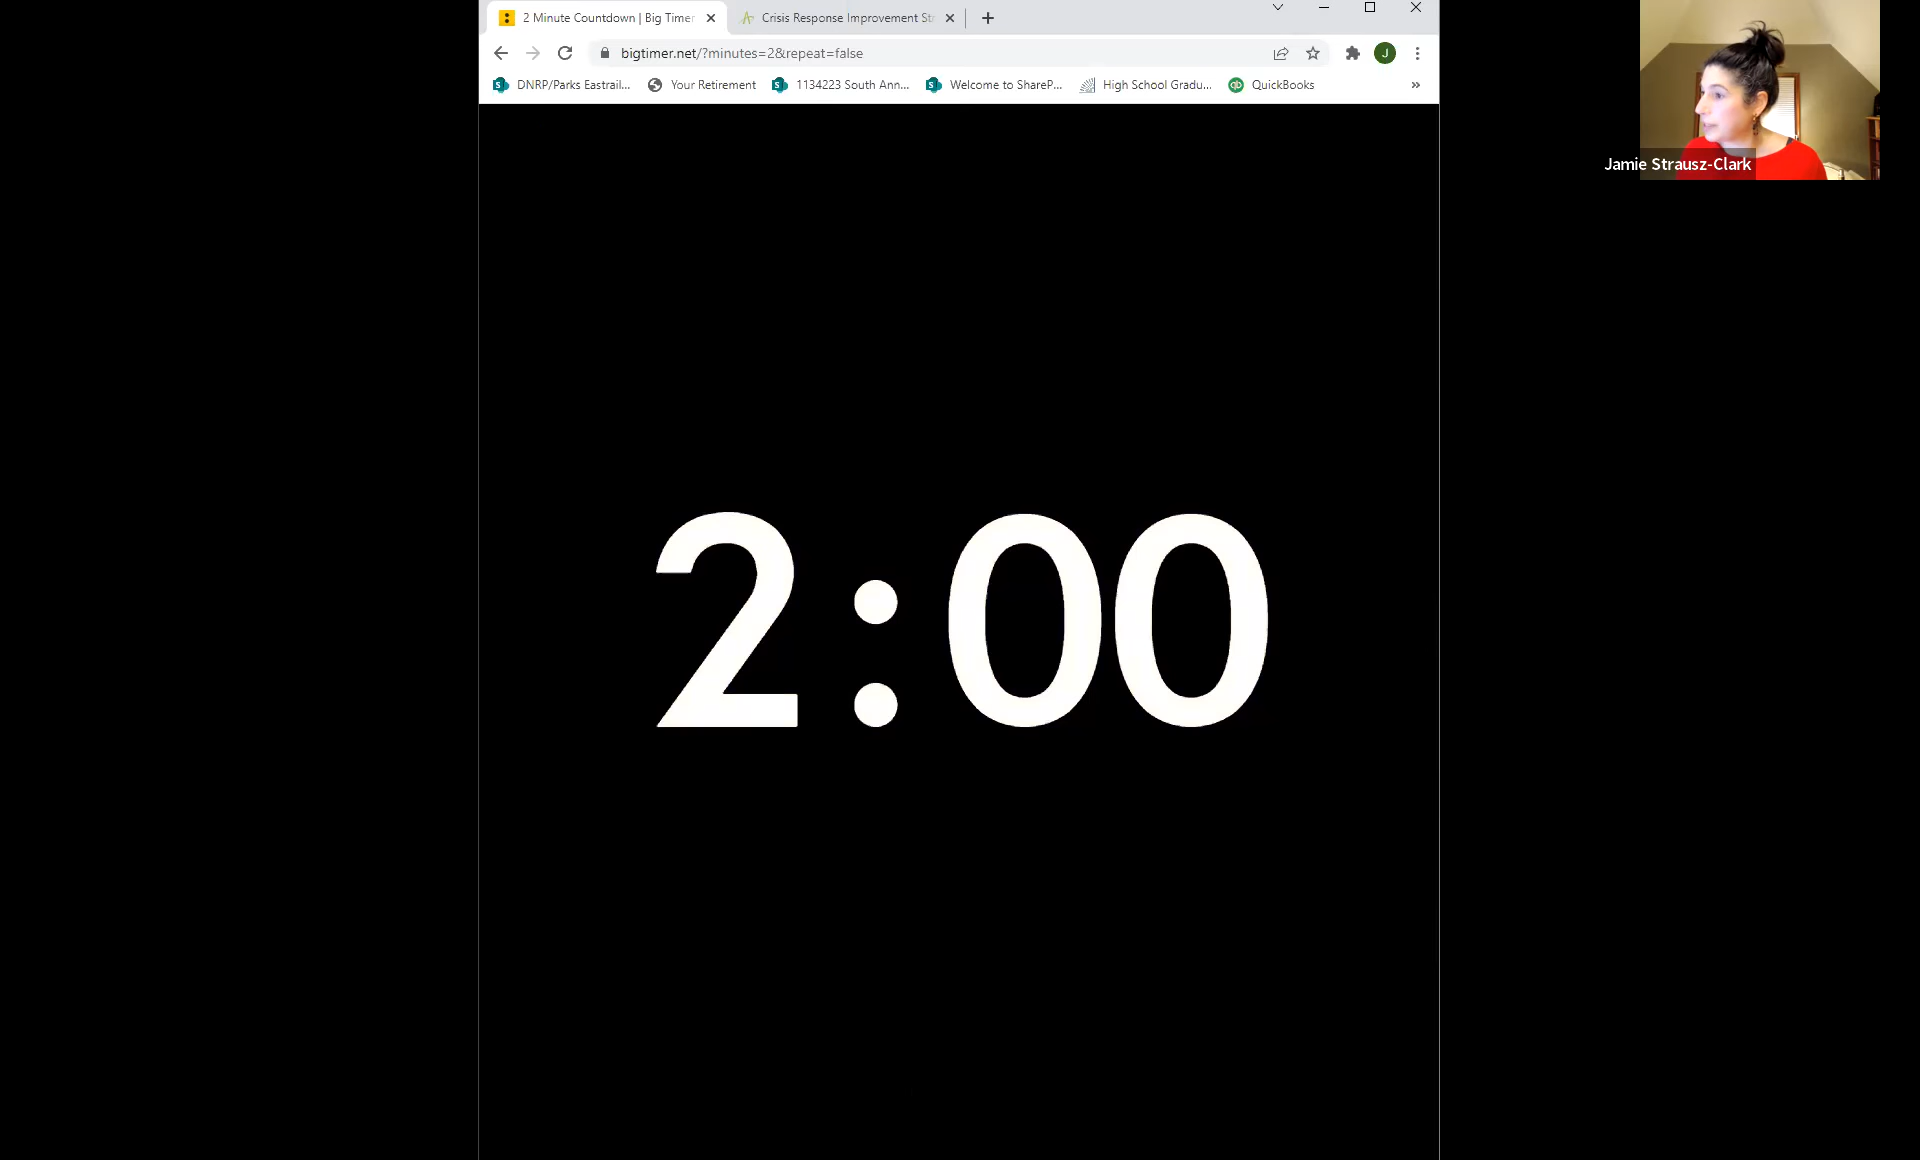 2 Minute Countdown | Big Timer
Crisis Response Improvement Str
bigtimer.net/?minutes=2&repeat=false
J
DNRP/Parks Eastrail...
Your Retirement
1134223 South Ann...
Welcome to ShareP...
High School Gradu...
QuickBooks
Jamie Strausz-Clark
2:00